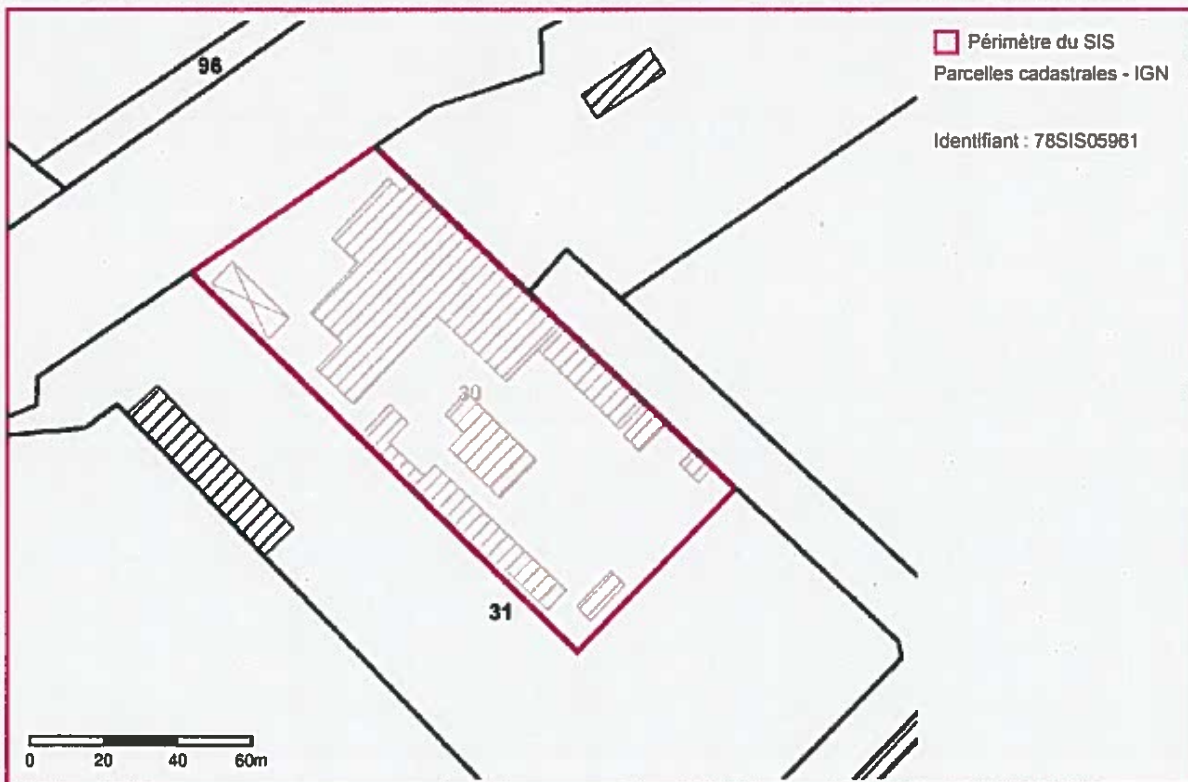 96
Périmètre du SIS
Parcelles cadastrales - IGN
Identifiant : 78SIS05961
30
31
0 20 40 60m